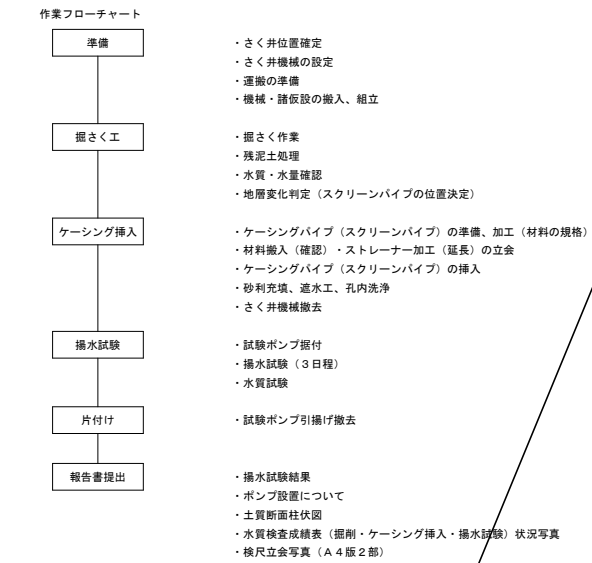 作業フローチャート
準備
・さく井位置確定
・さく井機械の設定
・運搬の準備
・機械・諸仮設の搬入、組立
掘さく工
・掘さく作業
・残泥土処理
・水質・水量確認
・地層変化判定（スクリーンパイプの位置決定）
ケーシング挿入
・ケーシングパイプ（スクリーンパイプ）の準備、加工（材料の規格）
・材料搬入（確認）・ストレーナー加工（延長）の立会
・ケーシングパイプ（スクリーンパイプ）の挿入
・砂利充填、遮水工、孔内洗浄
・さく井機械撤去
揚水試験
・試験ポンプ据付
・揚水試験（３日程）
・水質試験
片付け
・試験ポンプ引揚げ撤去
報告書提出
・揚水試験結果
・ポンプ設置について
・土質断面柱状図
・水質検査成績表（掘削・ケーシング挿入・揚水試験）状況写真
・検尺立会写真（Ａ４版２部）